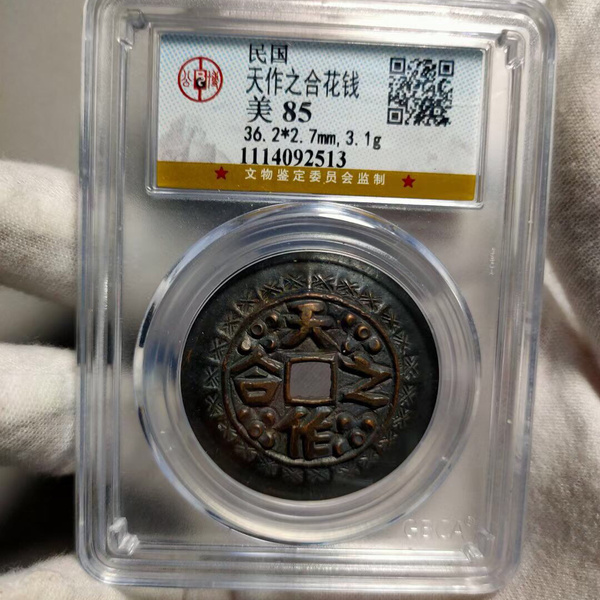 民国
天作之合花钱
美 85
36.2*2.7mm,3.1g
1114092513
文物鉴定委员会监制
天
合 之
作